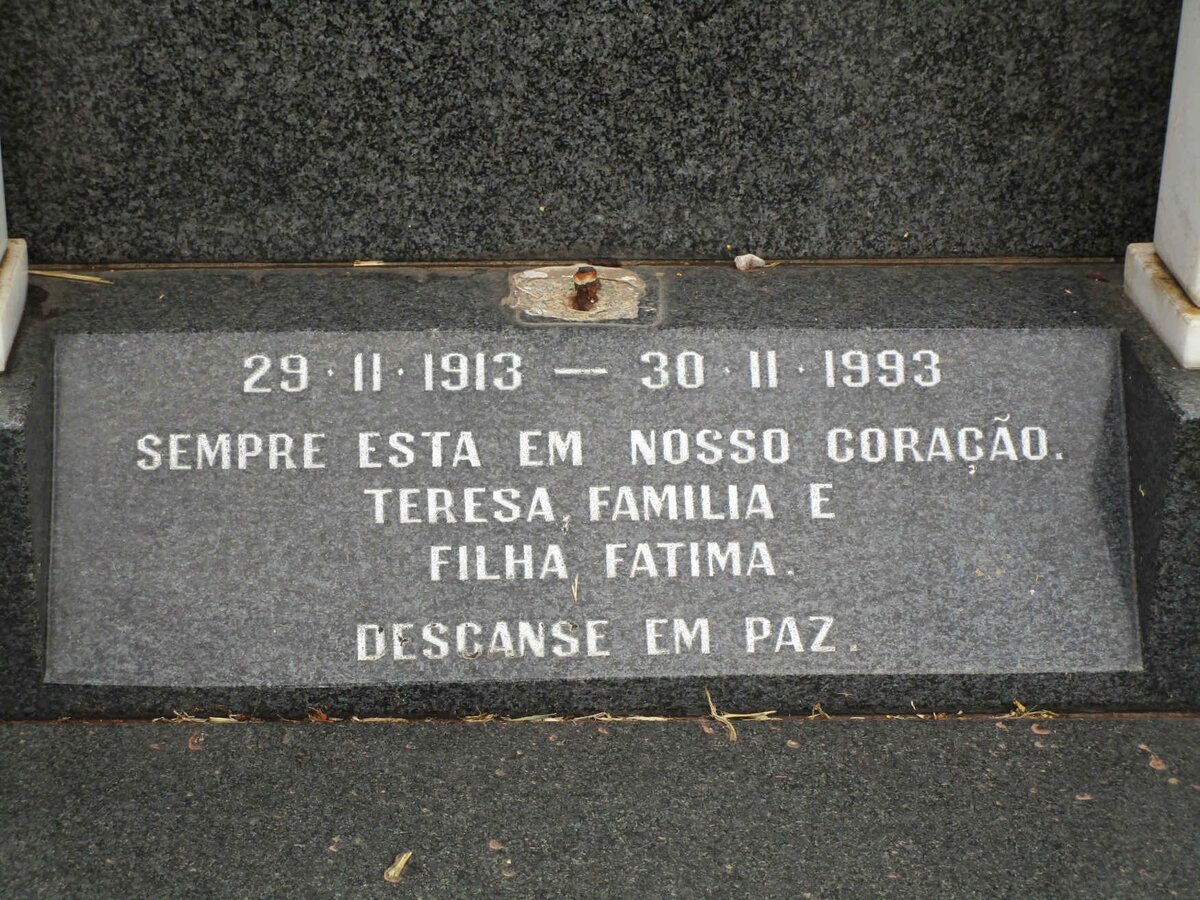 29·11·1913 — 30·11·1993
SEMPRE ESTA EM NOSSO CORAÇÃO.
TERESA, FAMILIA E
FILHA FATIMA.
DESCANSE EM PAZ.